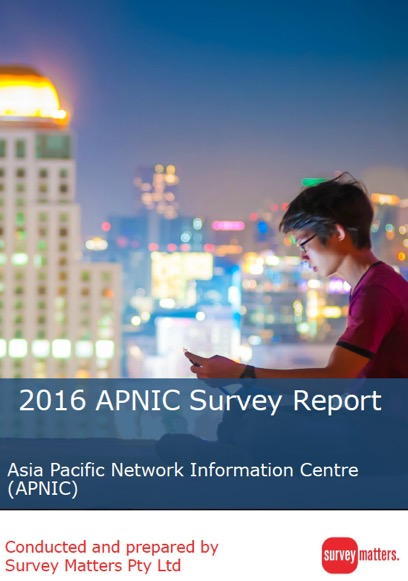 2016 APNIC Survey Report
Asia Pacific Network Information Centre
(APNIC)
Conducted and prepared by
Survey Matters Pty Ltd
survey matters.